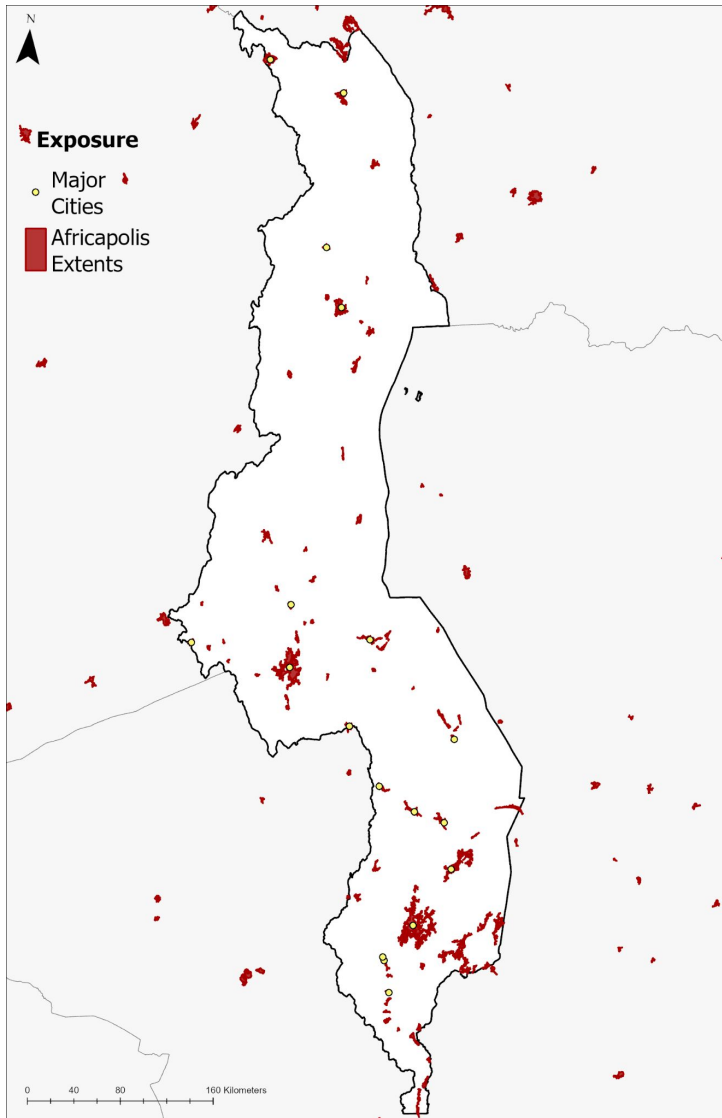 N
Exposure
Major
Cities
Africapolis
Extents
0 40 80 160 Kilometers